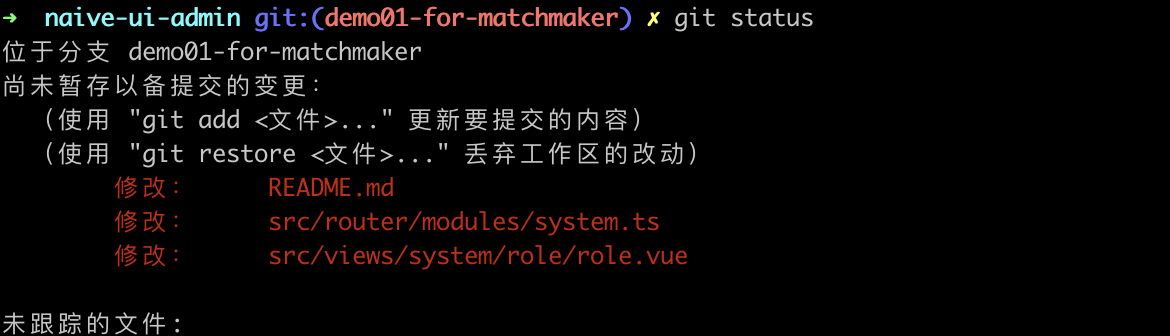 → naive-ui-admin git:(demo01-for-matchmaker) ✗ git status
位于分支 demo01-for-matchmaker
尚未暂存以备提交的变更：
（使用 "git add <文件>..." 更新要提交的内容）
（使用 "git restore <文件>..." 丢弃工作区的改动）
修改： README.md
修改： src/router/modules/system.ts
修改： src/views/system/role/role.vue
未跟踪的文件: